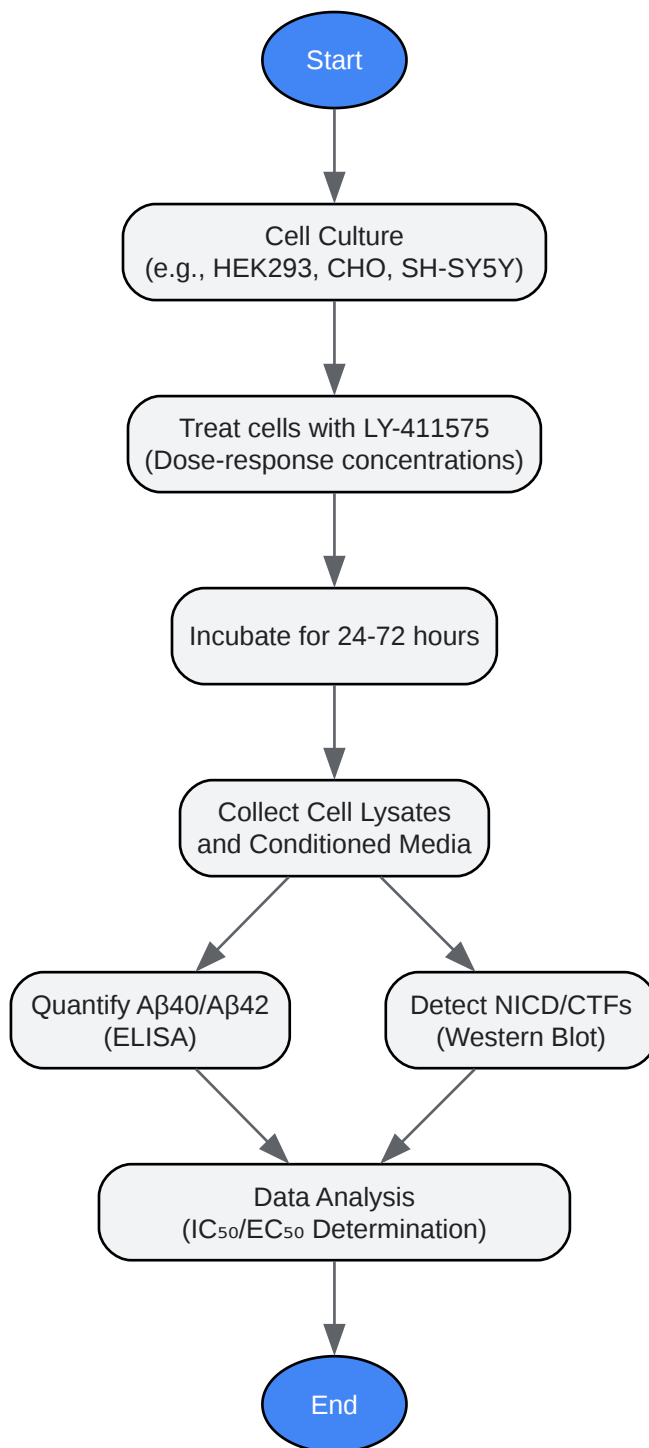 Start
Cell Culture
(e.g., HEK293, CHO, SH-SY5Y)
Treat cells with LY-411575
(Dose-response concentrations)
Incubate for 24-72 hours
Collect Cell Lysates
and Conditioned Media
Quantify Aβ40/Aβ42
(ELISA)
Detect NICD/CTFs
(Western Blot)
Data Analysis
(IC₅₀/EC₅₀ Determination)
End